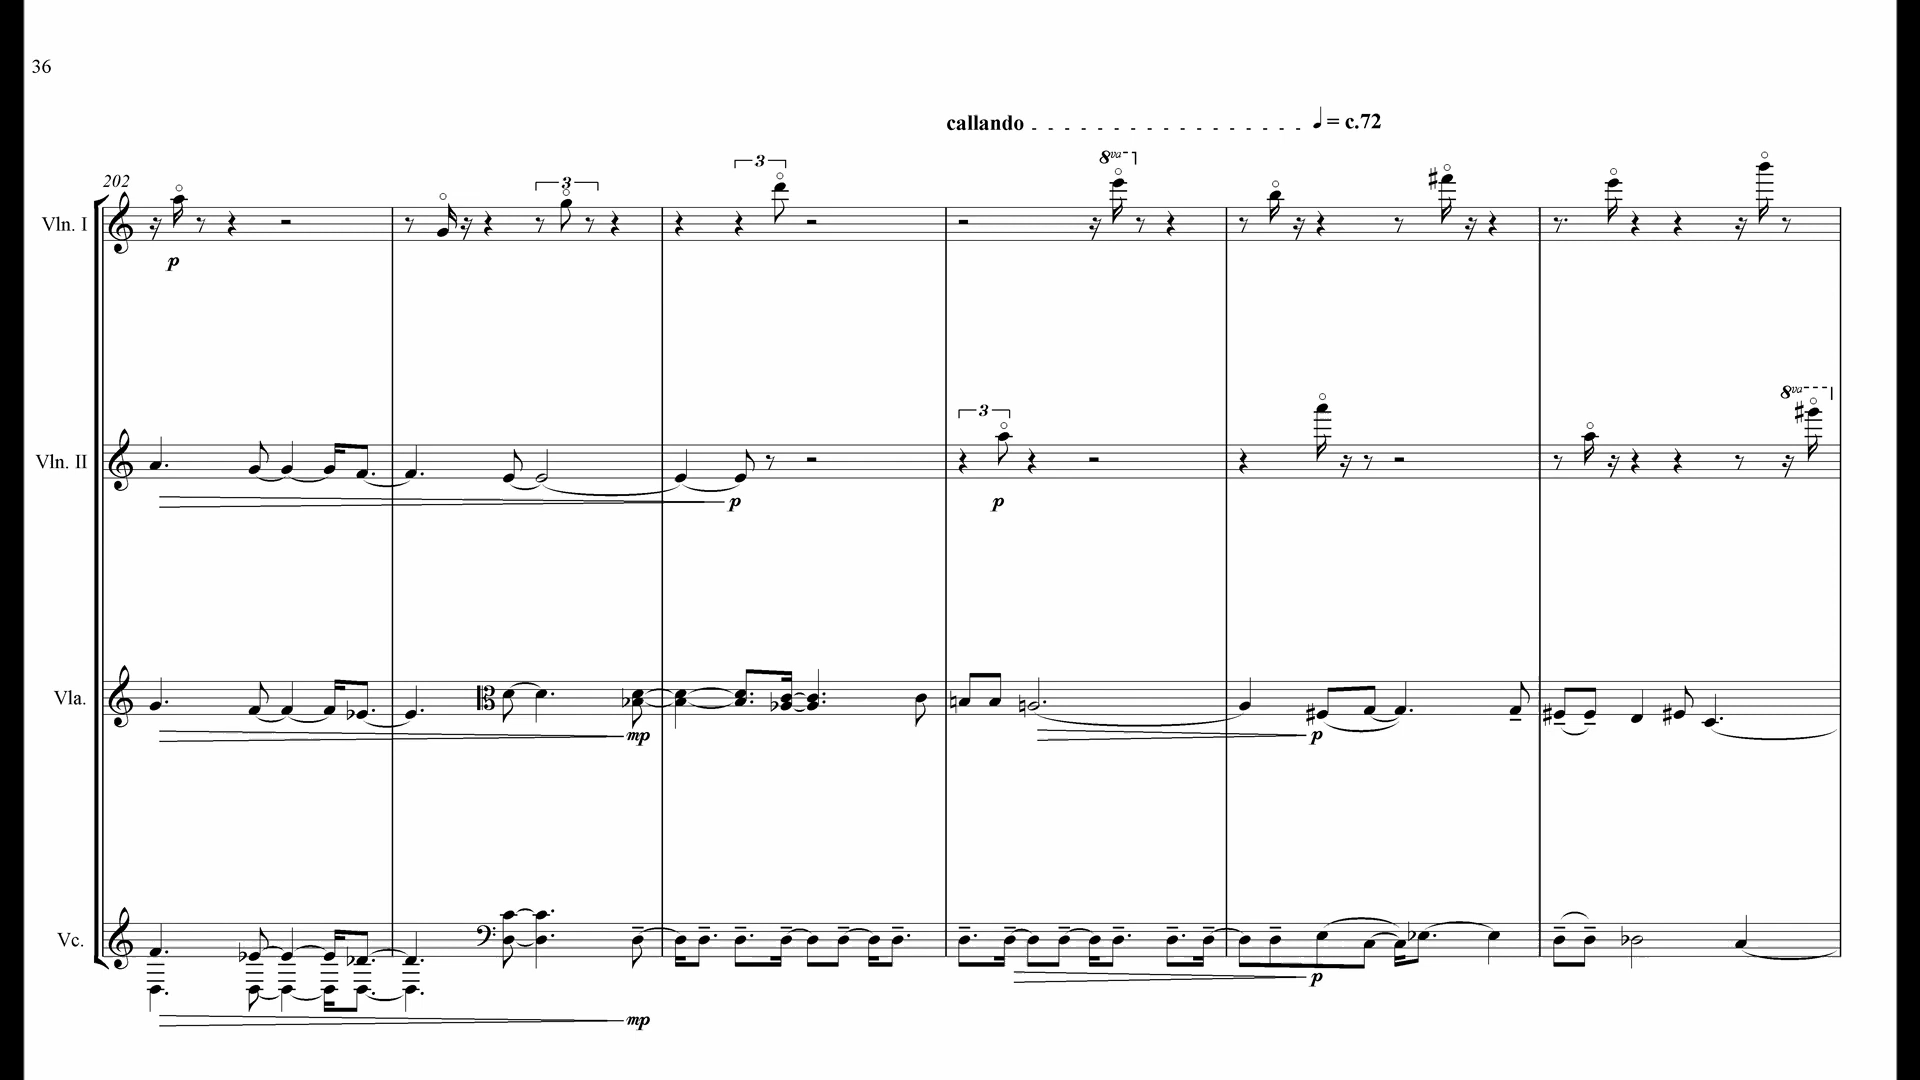 36
callando ♩ = c.72
3
8va
202
3
Vln. I
p
8va
3
Vln. II
p
p
Vla.
mp
p
Vc.
p
mp